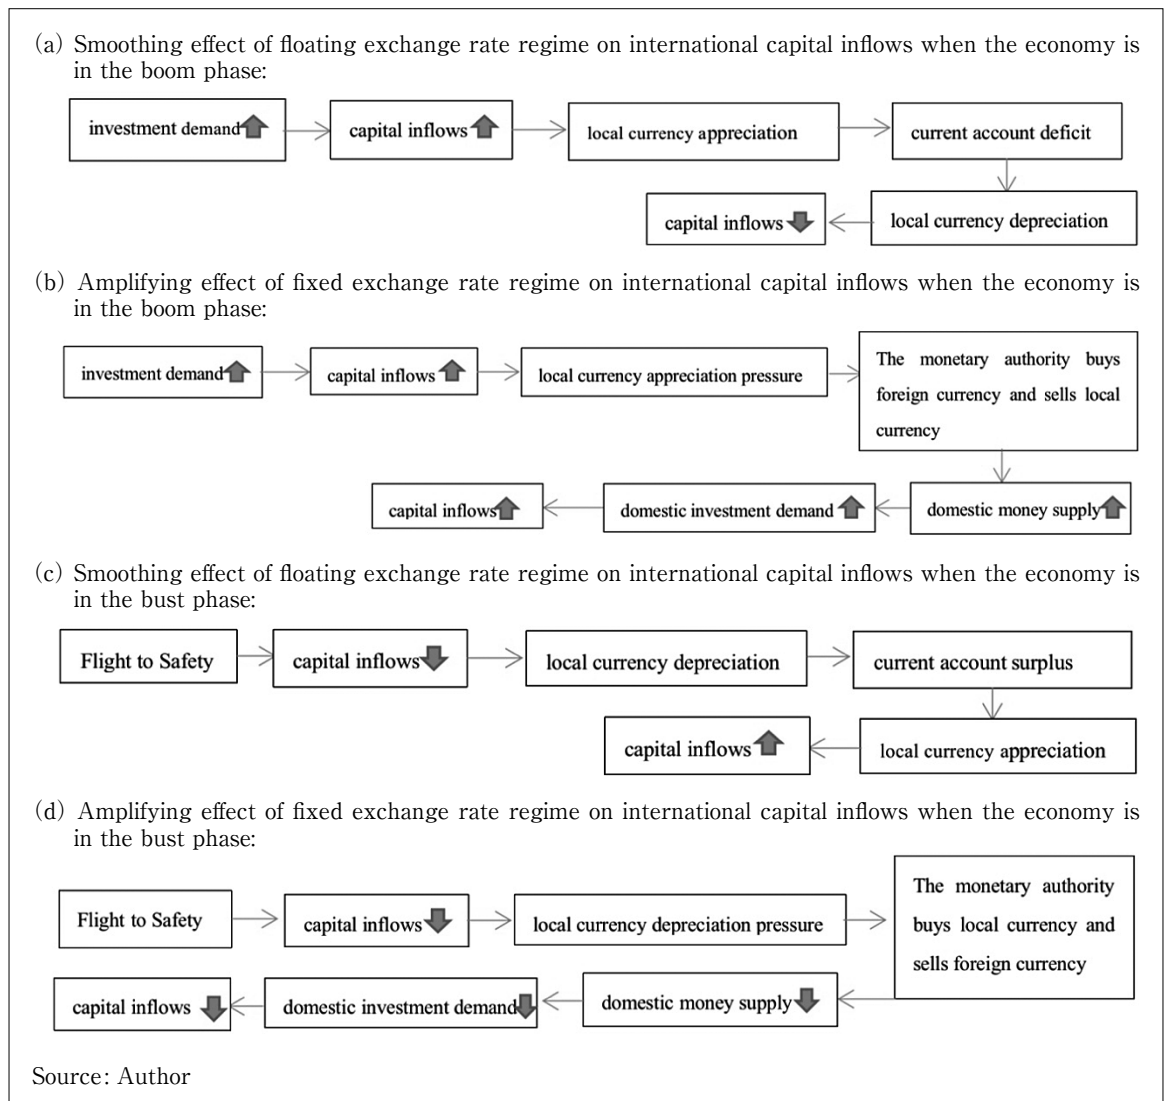 (a) Smoothing effect of floating exchange rate regime on international capital inflows when the economy is
in the boom phase:
investment demand
capital inflows
local currency appreciation
current account deficit
local currency depreciation
capital inflows
(b) Amplifying effect of fixed exchange rate regime on international capital inflows when the economy is
in the boom phase:
investment demand
capital inflows
local currency appreciation pressure
The monetary authority buys
foreign currency and sells local
currency
domestic money supply
domestic investment demand
capital inflows
(c) Smoothing effect of floating exchange rate regime on international capital inflows when the economy is
in the bust phase:
Flight to Safety
capital inflows
local currency depreciation
current account surplus
local currency appreciation
capital inflows
(d) Amplifying effect of fixed exchange rate regime on international capital inflows when the economy is
in the bust phase:
Flight to Safety
capital inflows
local currency depreciation pressure
The monetary authority
buys local currency and
sells foreign currency
domestic money supply
domestic investment demand
capital inflows
Source: Author